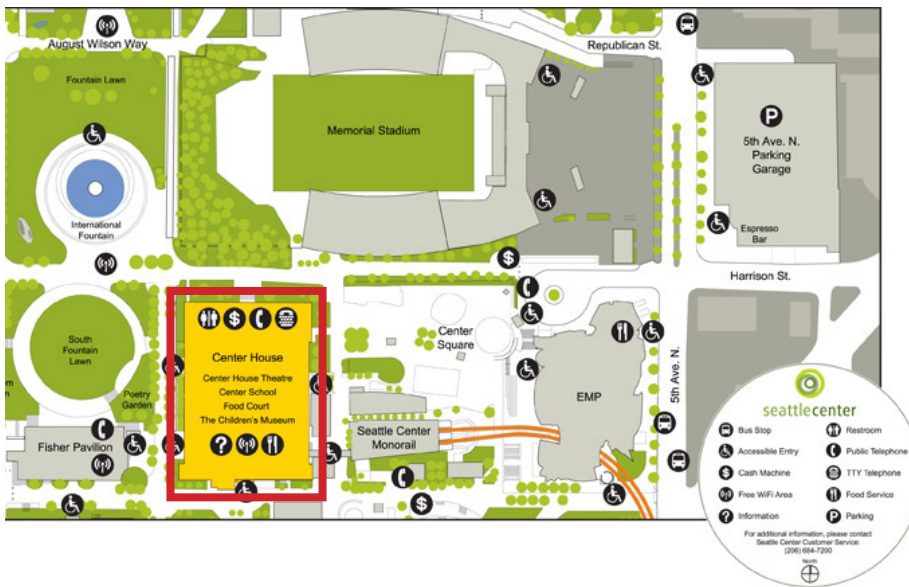 August Wilson Way
Republican St.
Fountain Lawn
Memorial Stadium
P
5th Ave. N.
Parking
Garage
International
Fountain
Espresso
Bar
$
Harrison St.
South
Fountain
Lawn
Poetry
Garden
$
Center House
Center House Theatre
Center School
Food Court
The Children's Museum
?
Center
Square
EMP
5th Ave. N.
Fisher Pavilion
Seattle Center
Monorail
$
seattlecenter
Bus Stop
Restroom
Accessible Entry
Public Telephone
$ Cash Machine
TTY Telephone
Free WiFi Area
Food Service
? Information
P Parking
For additional information, please contact
Seattle Center Customer Service:
(206) 684-7200
North